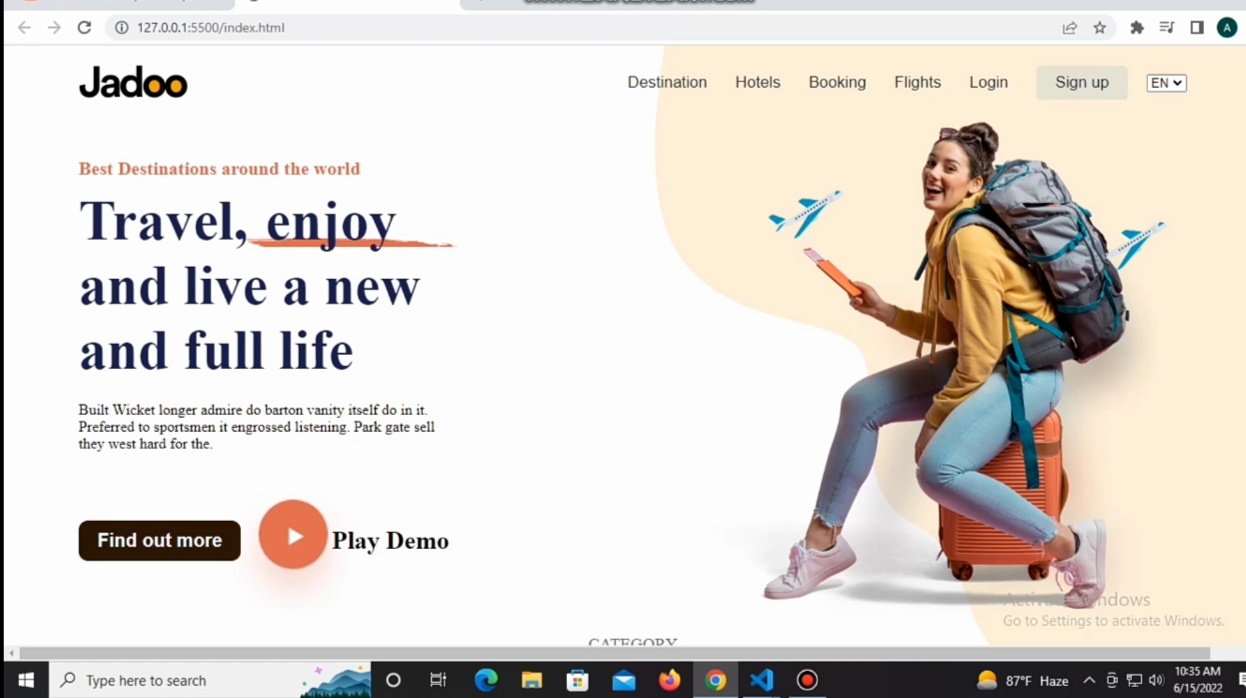 127.0.0.1:5500/index.html
A
Jadoo
Destination Hotels Booking Flights Login Sign up EN
Best Destinations around the world
Travel, enjoy
and live a new
and full life
Built Wicket longer admire do barton vanity itself do in it.
Preferred to sportsmen it engrossed listening. Park gate sell
they west hard for the.
Find out more
Play Demo
Activate Windows
Go to Settings to activate Windows.
CATEGORY
Type here to search
87°F Haze
10:35 AM
6/15/2022